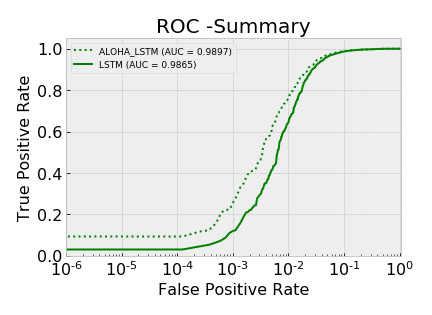 ROC -Summary
ALOHA_LSTM (AUC = 0.9897)
LSTM (AUC = 0.9865)
True Positive Rate
1.0
0.8
0.6
0.4
0.2
0.0
10⁻⁶ 10⁻⁵ 10⁻⁴ 10⁻³ 10⁻² 10⁻¹ 10⁰
False Positive Rate